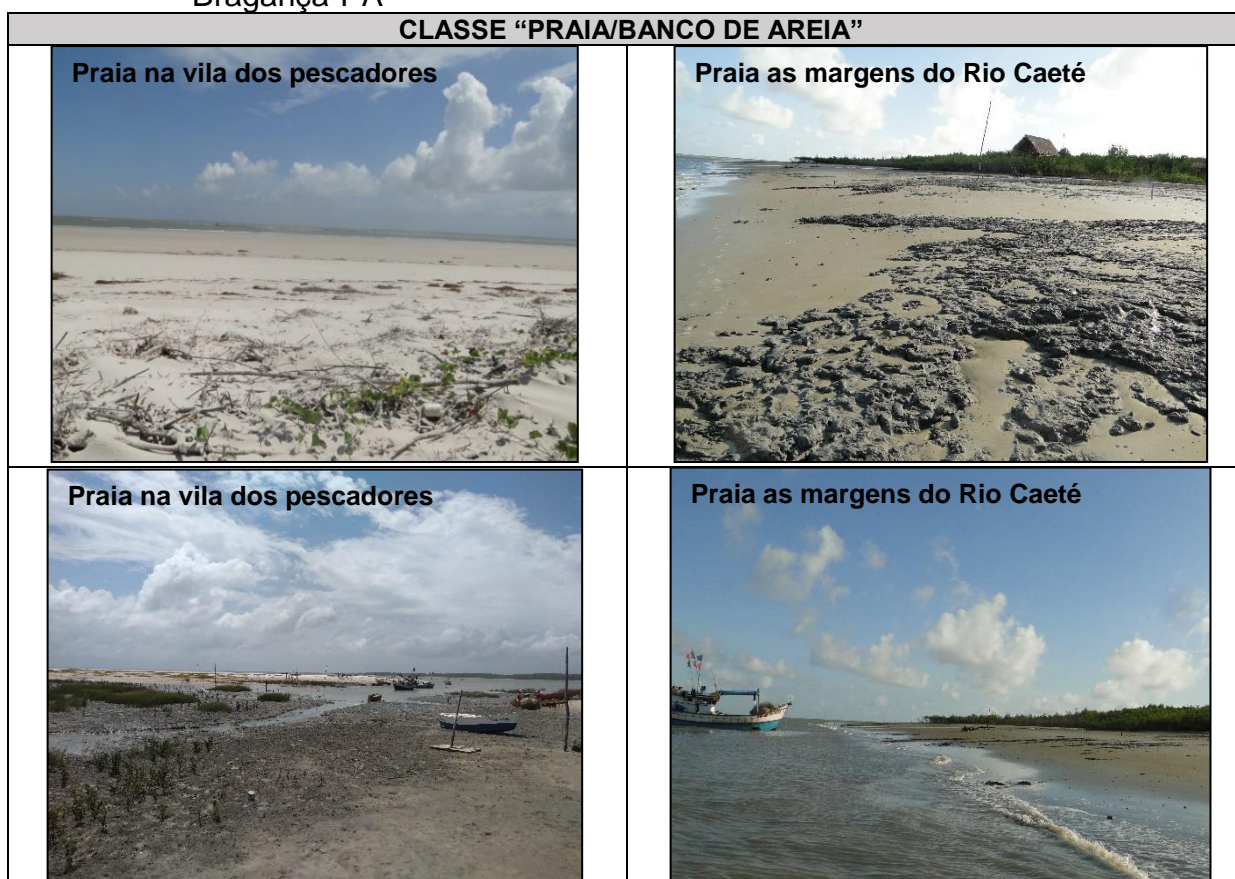 Bragança-PA
CLASSE “PRAIA/BANCO DE AREIA”
Praia na vila dos pescadores
Praia as margens do Rio Caeté
Praia na vila dos pescadores
Praia as margens do Rio Caeté